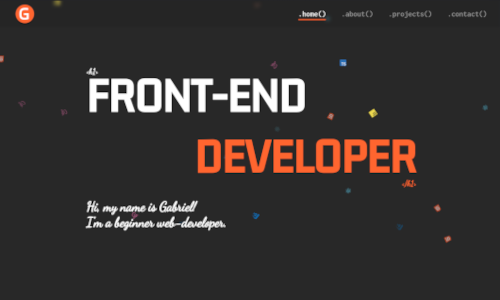 G
.home()
.about()
.projects()
.contact()
<h1>
FRONT-END
DEVELOPER
</h1>
Hi, my name is Gabriel!
I'm a beginner web-developer.